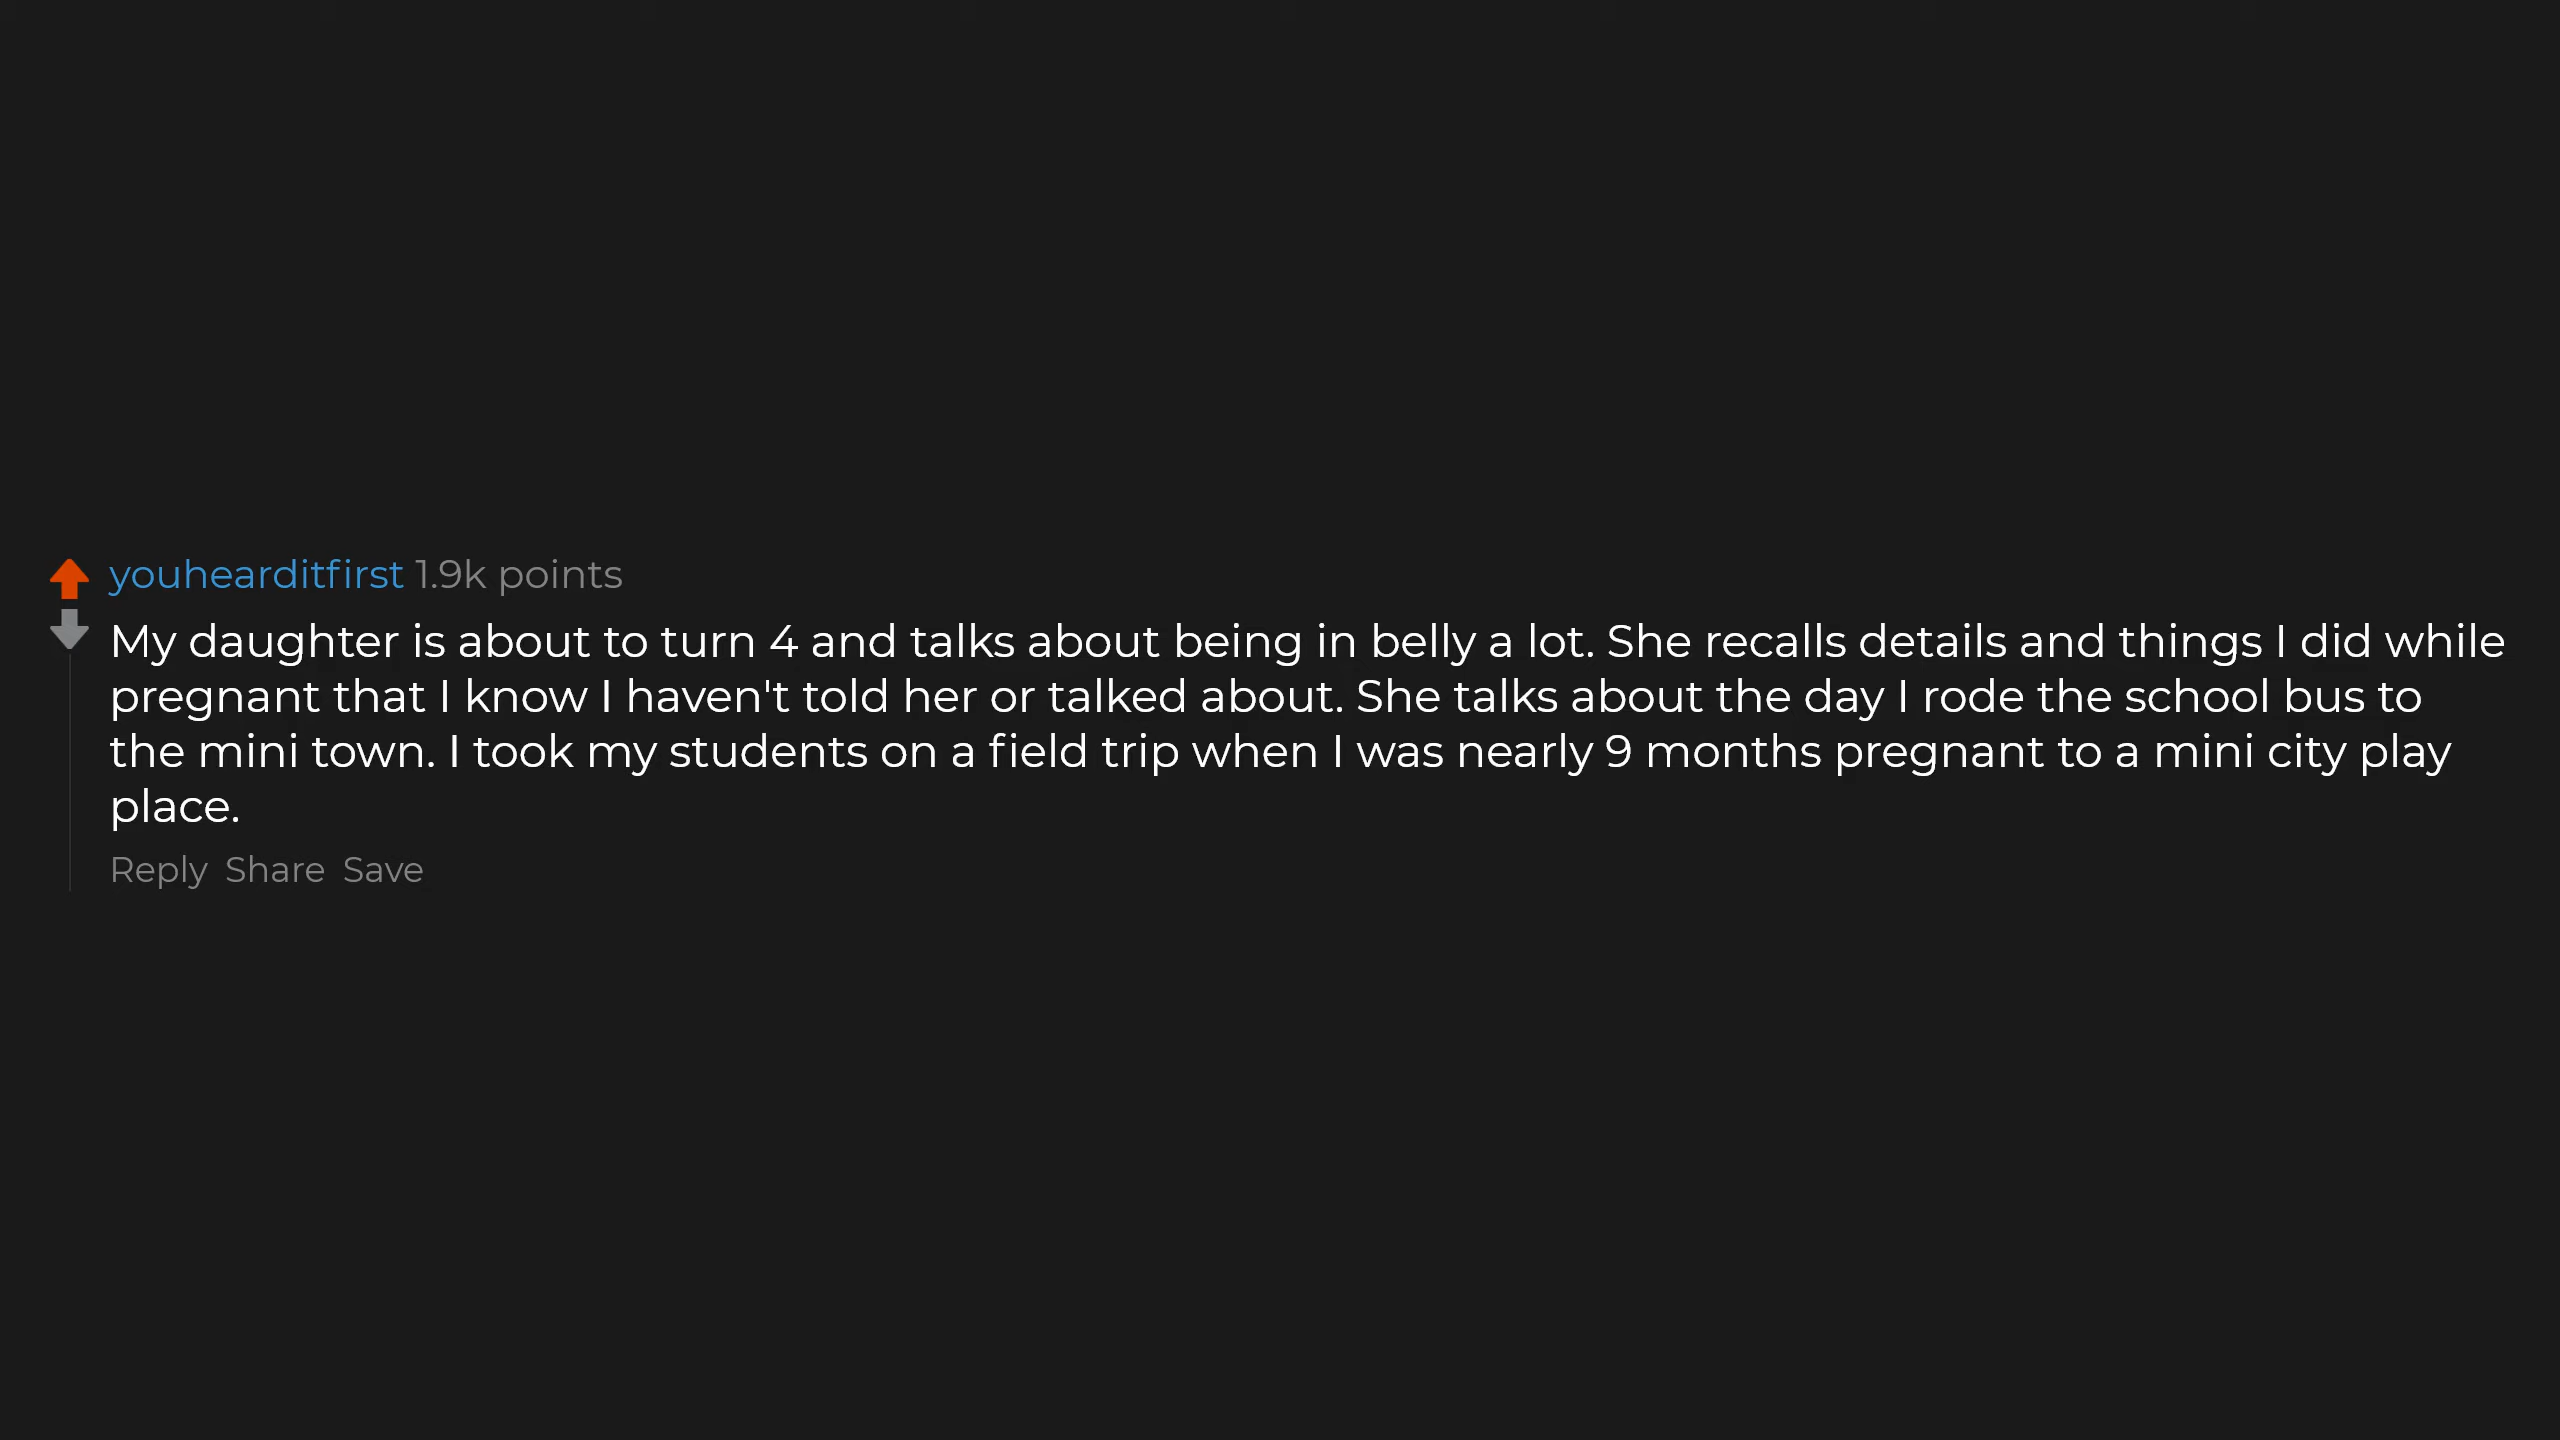 youhearditfirst 1.9k points
My daughter is about to turn 4 and talks about being in belly a lot. She recalls details and things I did while
pregnant that I know I haven't told her or talked about. She talks about the day I rode the school bus to
the mini town. I took my students on a field trip when I was nearly 9 months pregnant to a mini city play
place.
Reply Share Save